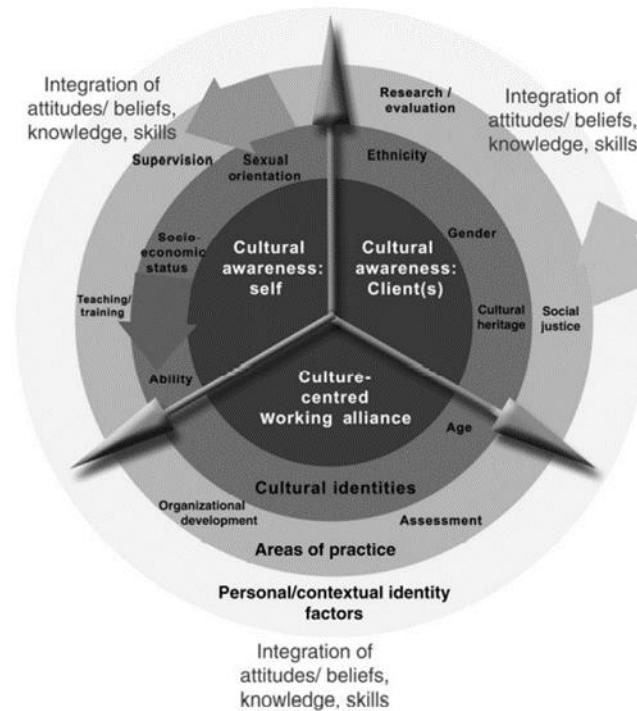 Integration of
attitudes/ beliefs,
knowledge, skills
Integration of
attitudes/ beliefs,
knowledge, skills
Research /
evaluation
Supervision
Sexual
orientation
Ethnicity
Socio-
economic
status
Gender
Cultural
awareness:
self
Cultural
awareness:
Client(s)
Teaching/
training
Cultural
heritage
Social
justice
Ability
Culture-
centred
Working alliance
Age
Cultural identities
Organizational
development
Assessment
Areas of practice
Personal/contextual identity
factors
Integration of
attitudes/ beliefs,
knowledge, skills